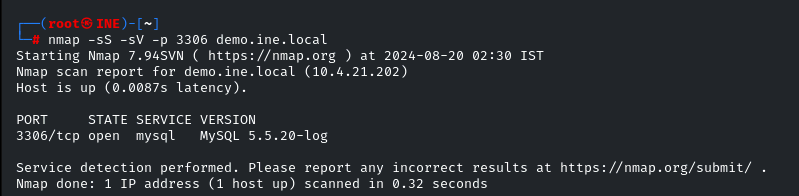 ┌──(root㉿INE)-[~]
└─# nmap -sS -sV -p 3306 demo.ine.local
Starting Nmap 7.94SVN ( https://nmap.org ) at 2024-08-20 02:30 IST
Nmap scan report for demo.ine.local (10.4.21.202)
Host is up (0.0087s latency).

PORT     STATE SERVICE VERSION
3306/tcp open  mysql   MySQL 5.5.20-log

Service detection performed. Please report any incorrect results at https://nmap.org/submit/ .
Nmap done: 1 IP address (1 host up) scanned in 0.32 seconds